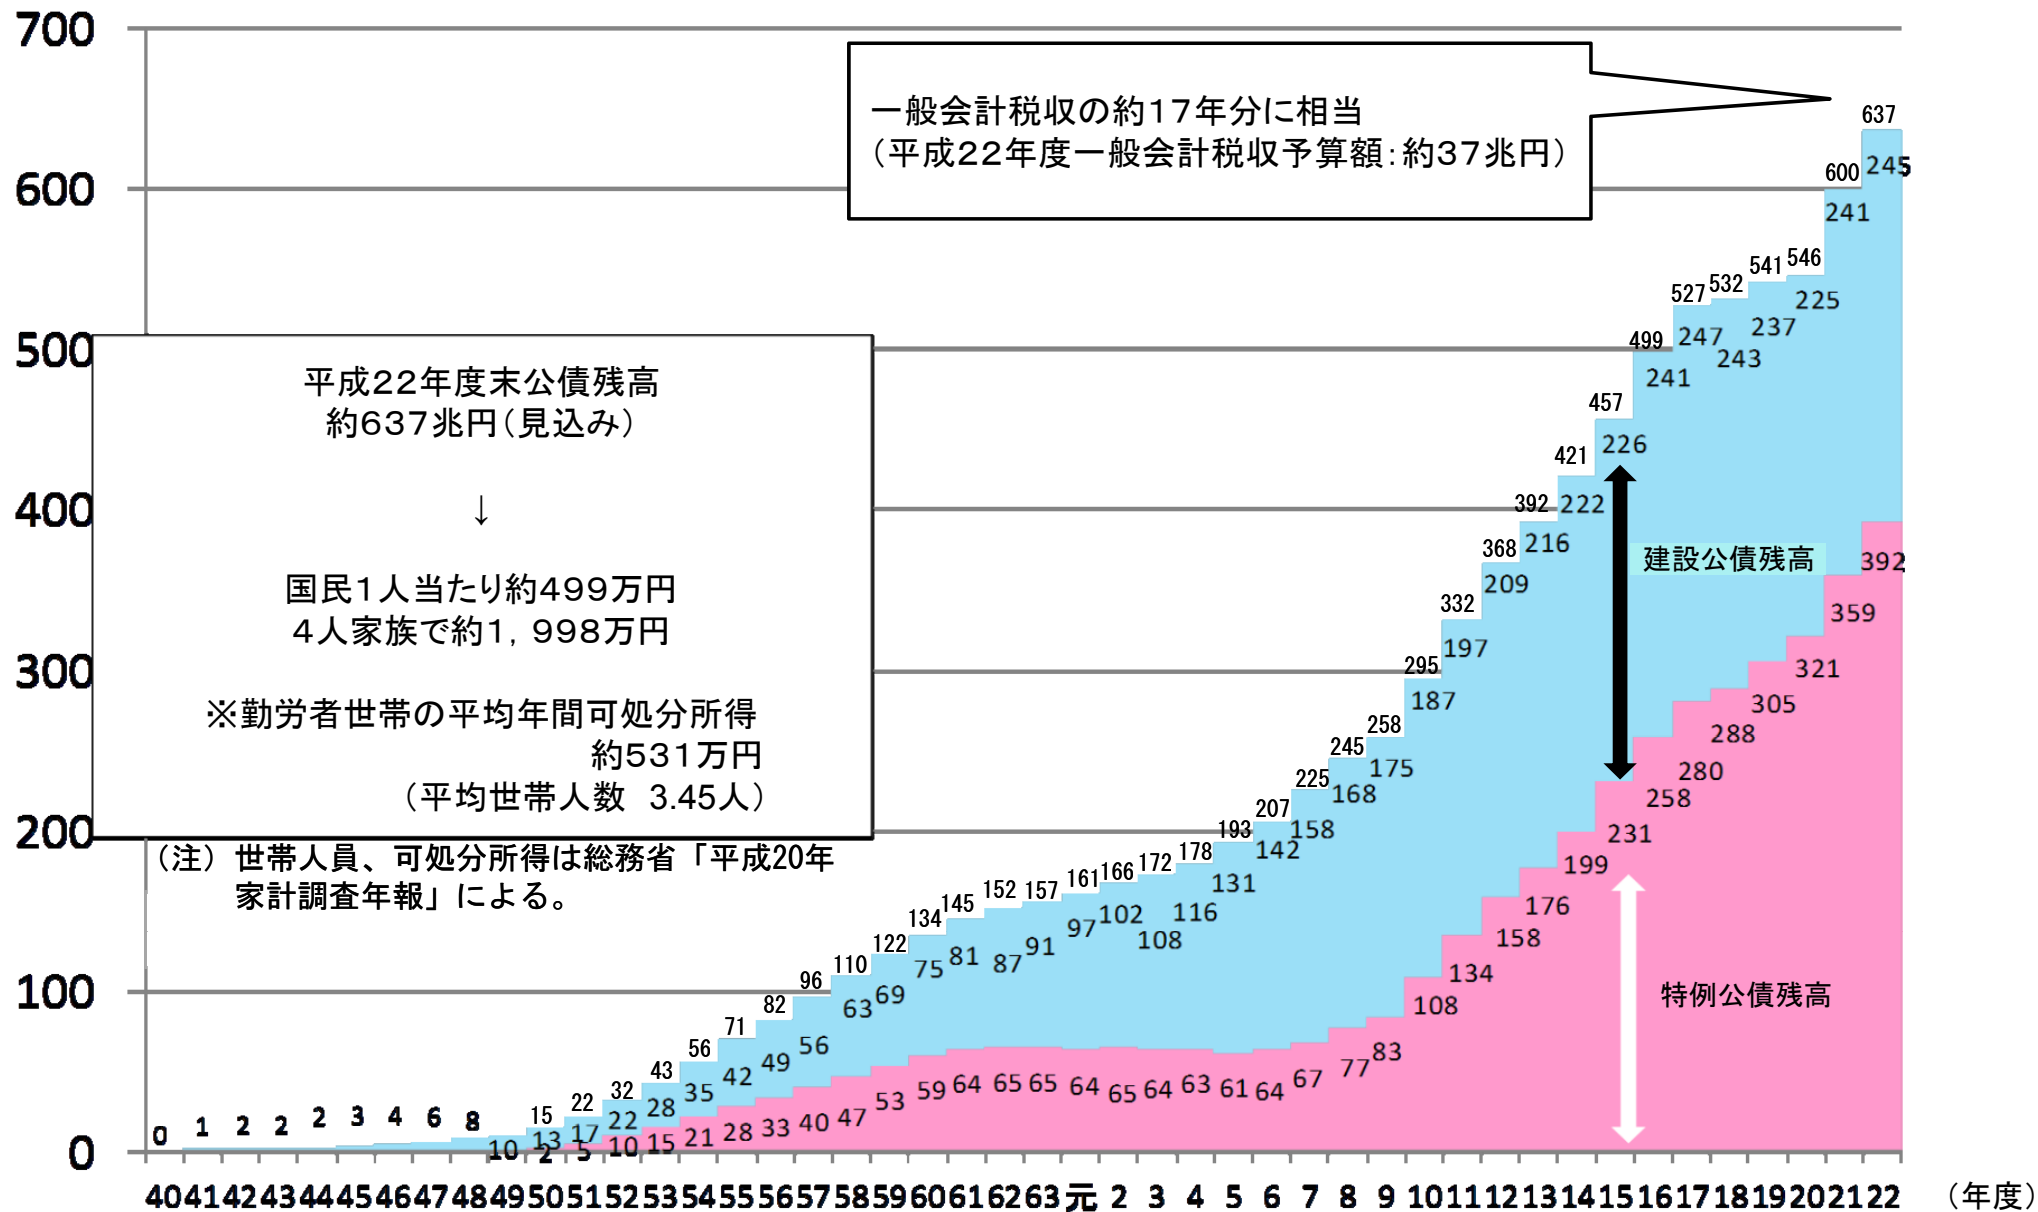 700
600
500
400
300
200
100
0
一般会計税収の約17年分に相当
（平成22年度一般会計税収予算額：約37兆円）
平成22年度末公債残高
約637兆円（見込み）
↓
国民1人当たり約499万円
4人家族で約1，998万円
※勤労者世帯の平均年間可処分所得
約531万円
（平均世帯人数　3.45人）
（注）世帯人員、可処分所得は総務省「平成20年
家計調査年報」による。
建設公債残高
特例公債残高
0 1 2 2 2 3 4 6 8 15 22 32 43 56 71 82 96 110 122 134 145 152 157 161 166 172 178 193 207 225 245 258 295 332 368 392 421 457 499 527 532 541 546 600 637
10 13 17 22 28 35 42 49 56 63 69 75 81 87 91 97 102 108 116 131 142 158 168 175 187 197 209 216 222 226 241 247 243 237 225 241 245
2 5 10 15 21 28 33 40 47 53 59 64 65 65 64 65 64 63 61 64 67 77 83 108 134 158 176 199 231 258 280 288 305 321 359 392
40 41 42 43 44 45 46 47 48 49 50 51 52 53 54 55 56 57 58 59 60 61 62 63 元 2 3 4 5 6 7 8 9 10 11 12 13 14 15 16 17 18 19 20 21 22 （年度）